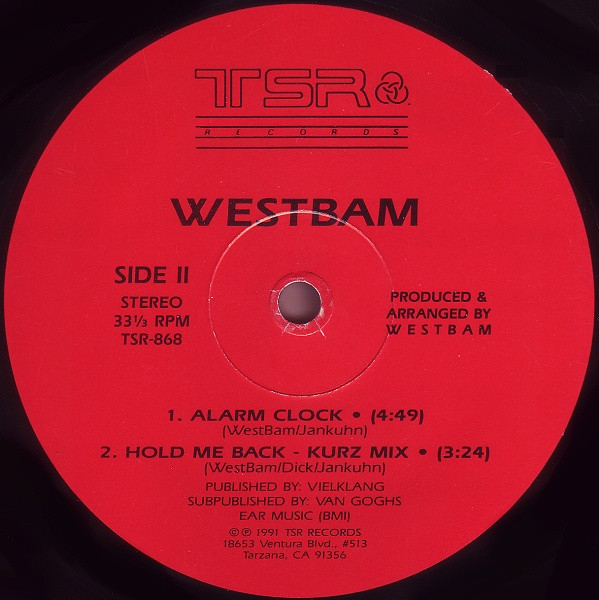 TSR
RECORDS
WESTBAM
SIDE II
STEREO
33⅓ RPM
TSR-868
PRODUCED &
ARRANGED BY
WESTBAM
1. ALARM CLOCK • (4:49)
(WestBam/Jankuhn)
2. HOLD ME BACK - KURZ MIX • (3:24)
(WestBam/Dick/Jankuhn)
PUBLISHED BY: VIELKLANG
SUBPUBLISHED BY: VAN GOGHS
EAR MUSIC (BMI)
© ℗ 1991 TSR RECORDS
18653 Ventura Blvd., #513
Tarzana, CA 91356